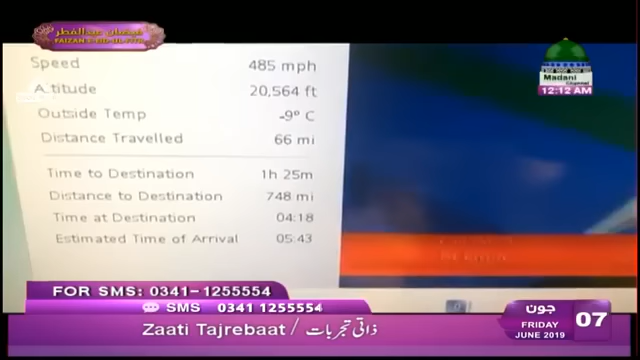 فیضان عیدالفطر
FAIZAN-E-EID-UL-FITR
Madani
Channel
12:12 AM
Speed 485 mph
Altitude 20,564 ft
Outside Temp -9° C
Distance Travelled 66 mi
Time to Destination 1h 25m
Distance to Destination 748 mi
Time at Destination 04:18
Estimated Time of Arrival 05:43
FOR SMS: 0341-1255554
SMS 0341 1255554
Zaati Tajrebaat / ذاتی تجربات
جون
FRIDAY
JUNE 2019
07